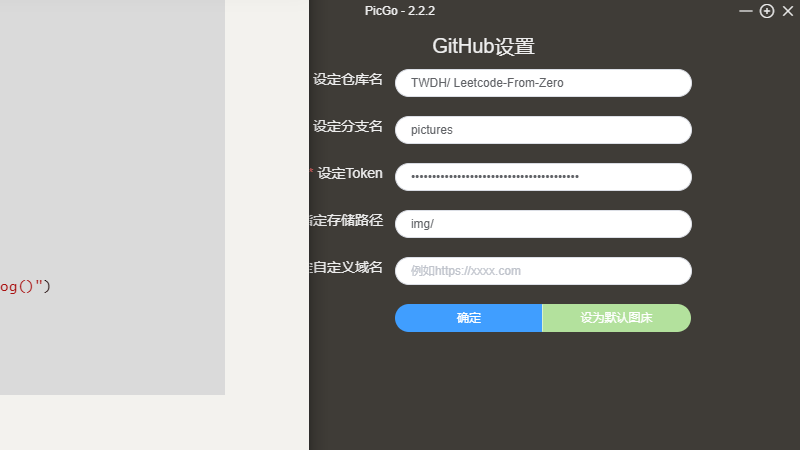 PicGo - 2.2.2
GitHub设置
设定仓库名
TWDH/ Leetcode-From-Zero
设定分支名
pictures
* 设定Token
••••••••••••••••••••••••••••••••••••••••
指定存储路径
img/
定自定义域名
例如https://xxxx.com
og()")
确定
设为默认图床